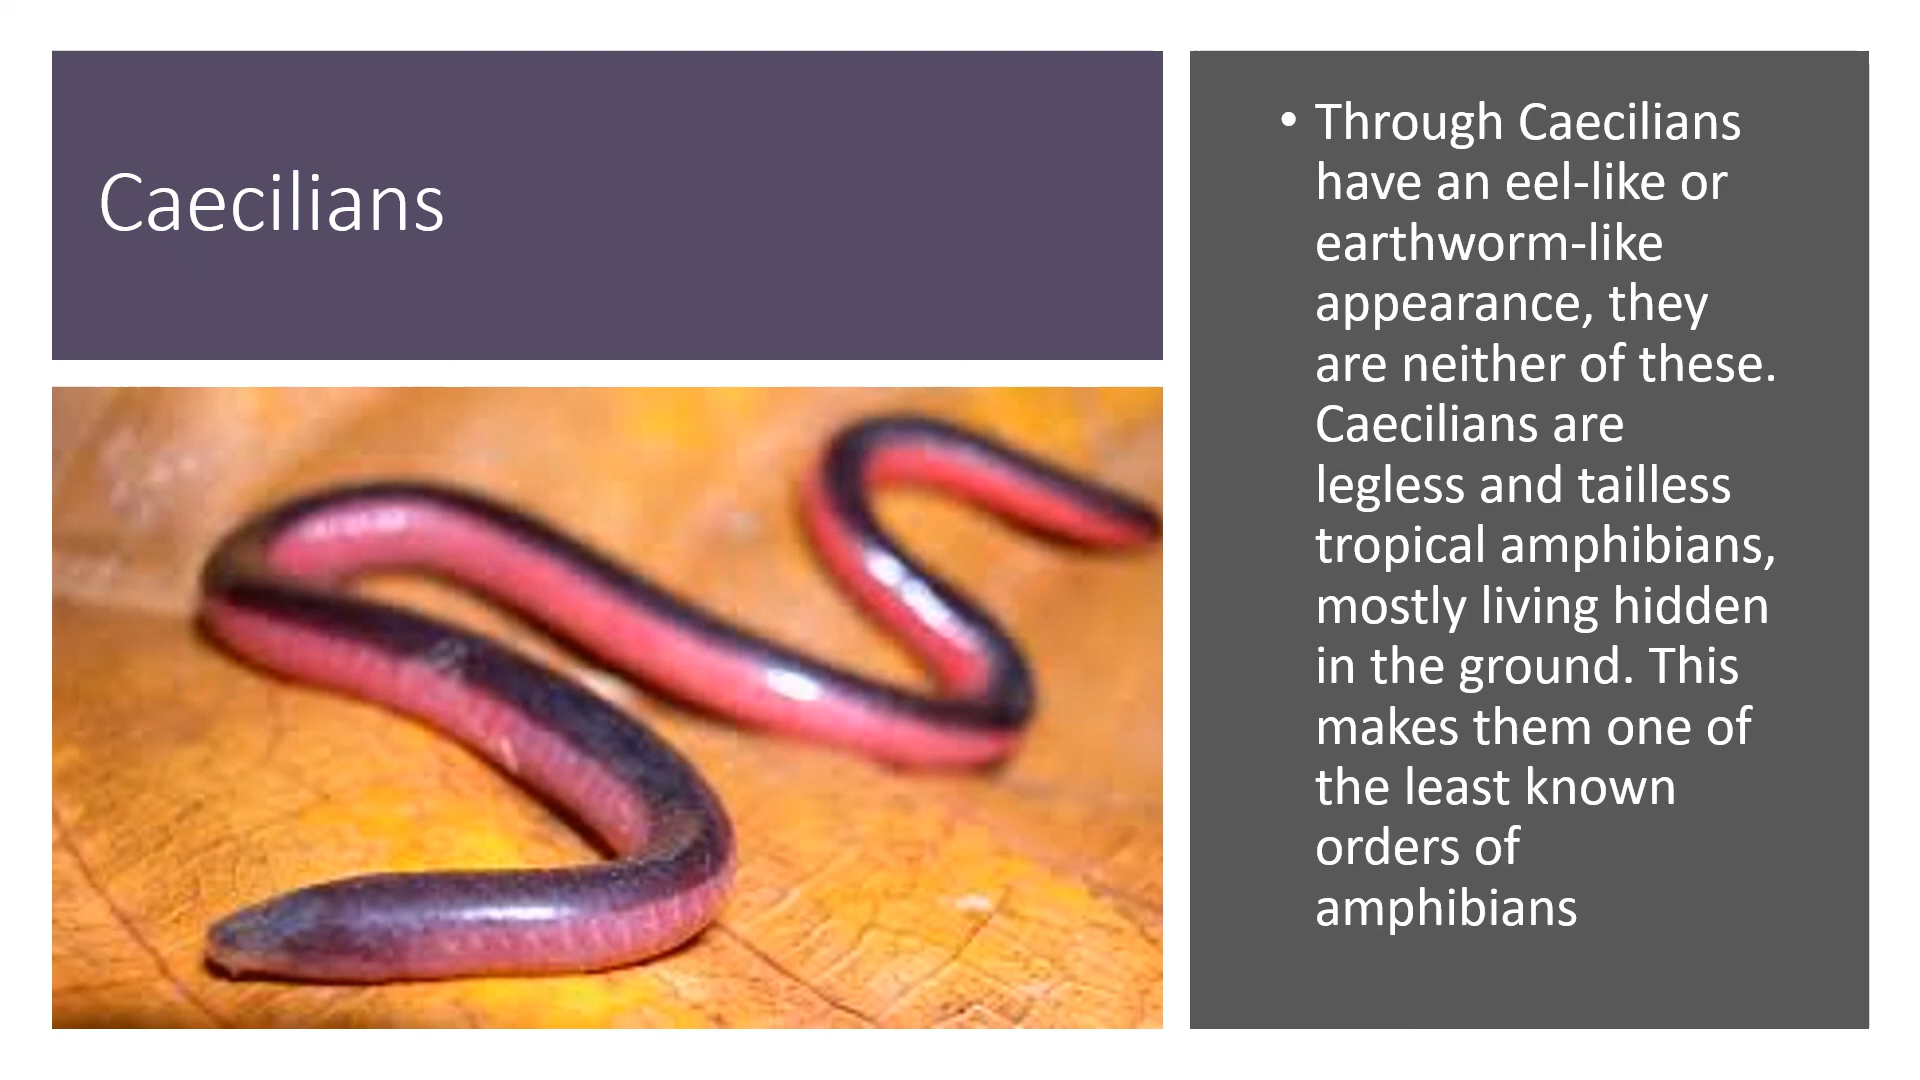 Caecilians
• Through Caecilians
have an eel-like or
earthworm-like
appearance, they
are neither of these.
Caecilians are
legless and tailless
tropical amphibians,
mostly living hidden
in the ground. This
makes them one of
the least known
orders of
amphibians